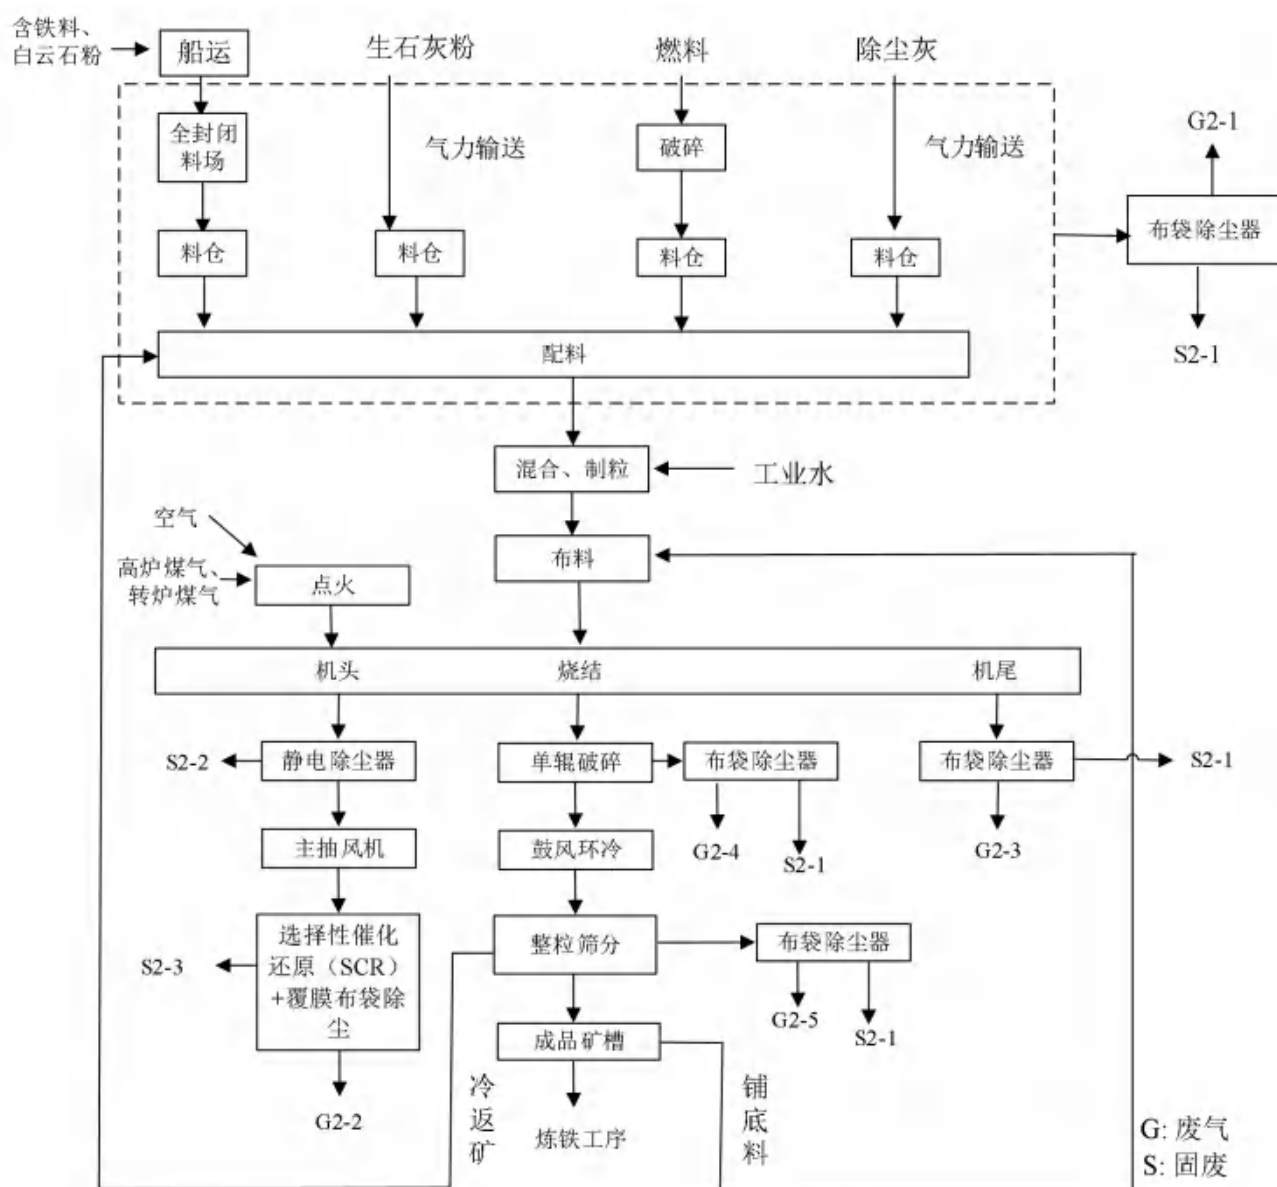 含铁料、
白云石粉
船运
生石灰粉
燃料
除尘灰
全封闭
料场
气力输送
破碎
气力输送
G2-1
布袋除尘器
S2-1
料仓
料仓
料仓
料仓
配料
混合、制粒
工业水
空气
高炉煤气、
转炉煤气
点火
布料
机头
烧结
机尾
S2-2
静电除尘器
单辊破碎
布袋除尘器
布袋除尘器
S2-1
主抽风机
鼓风环冷
G2-4
S2-1
G2-3
S2-3
选择性催化
还原（SCR）
+覆膜布袋除
尘
整粒筛分
布袋除尘器
G2-5
S2-1
成品矿槽
G2-2
冷返矿
炼铁工序
铺底料
G: 废气
S: 固废